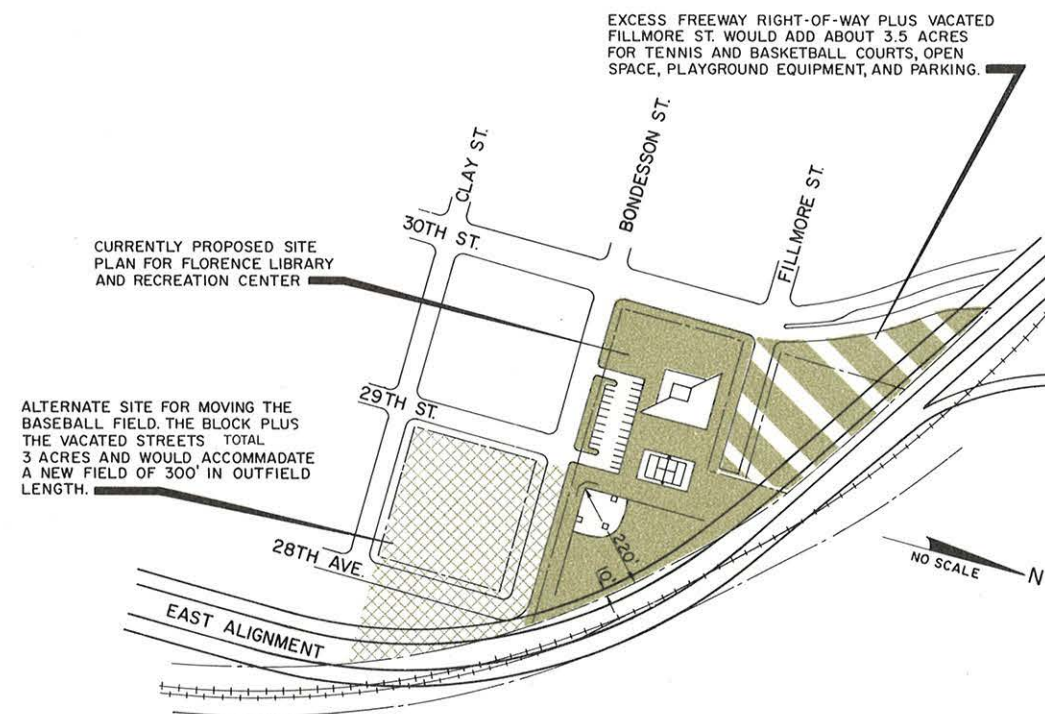 EXCESS FREEWAY RIGHT-OF-WAY PLUS VACATED
FILLMORE ST. WOULD ADD ABOUT 3.5 ACRES
FOR TENNIS AND BASKETBALL COURTS, OPEN
SPACE, PLAYGROUND EQUIPMENT, AND PARKING.
CLAY ST.
BONDESSON ST.
FILLMORE ST.
30TH ST.
CURRENTLY PROPOSED SITE
PLAN FOR FLORENCE LIBRARY
AND RECREATION CENTER
29TH ST.
ALTERNATE SITE FOR MOVING THE
BASEBALL FIELD. THE BLOCK PLUS
THE VACATED STREETS TOTAL
3 ACRES AND WOULD ACCOMMADATE
A NEW FIELD OF 300' IN OUTFIELD
LENGTH.
28TH AVE.
220'
10'
NO SCALE
N
EAST ALIGNMENT